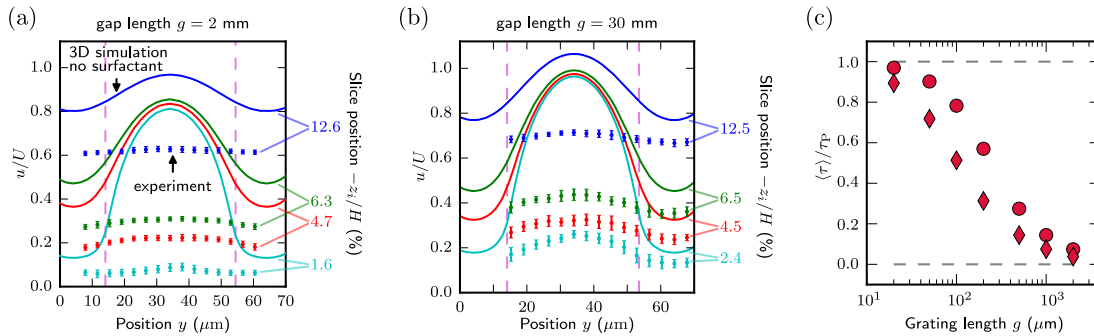 (a)
gap length g = 2 mm
3D simulation
no surfactant
experiment
u/U
1.0
0.8
0.6
0.4
0.2
0.0
0 10 20 30 40 50 60 70
Position y (μm)
12.6
6.3
4.7
1.6
Slice position −zᵢ/H (%)
(b)
gap length g = 30 mm
u/U
1.0
0.8
0.6
0.4
0.2
0.0
0 20 40 60
Position y (μm)
12.5
6.5
4.5
2.4
Slice position −zᵢ/H (%)
(c)
⟨τ⟩/τP
1.0
0.8
0.6
0.4
0.2
0.0
10¹ 10² 10³
Grating length g (μm)